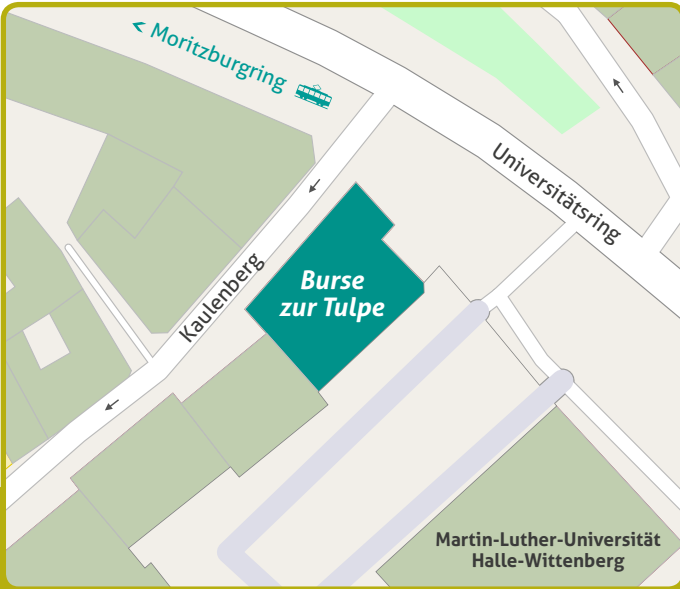 < Moritzburgring
Universitätsring
Kaulenberg
Burse
zur Tulpe
Martin-Luther-Universität
Halle-Wittenberg